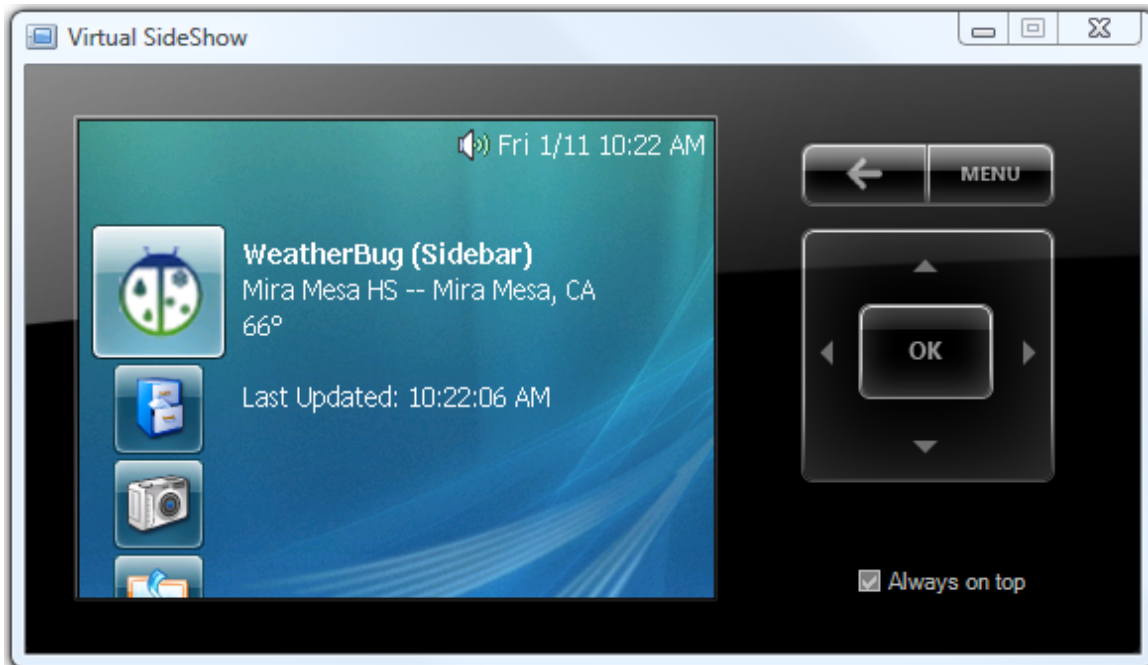 Virtual SideShow
Fri 1/11 10:22 AM
MENU
WeatherBug (Sidebar)
Mira Mesa HS -- Mira Mesa, CA
66°
OK
Last Updated: 10:22:06 AM
Always on top